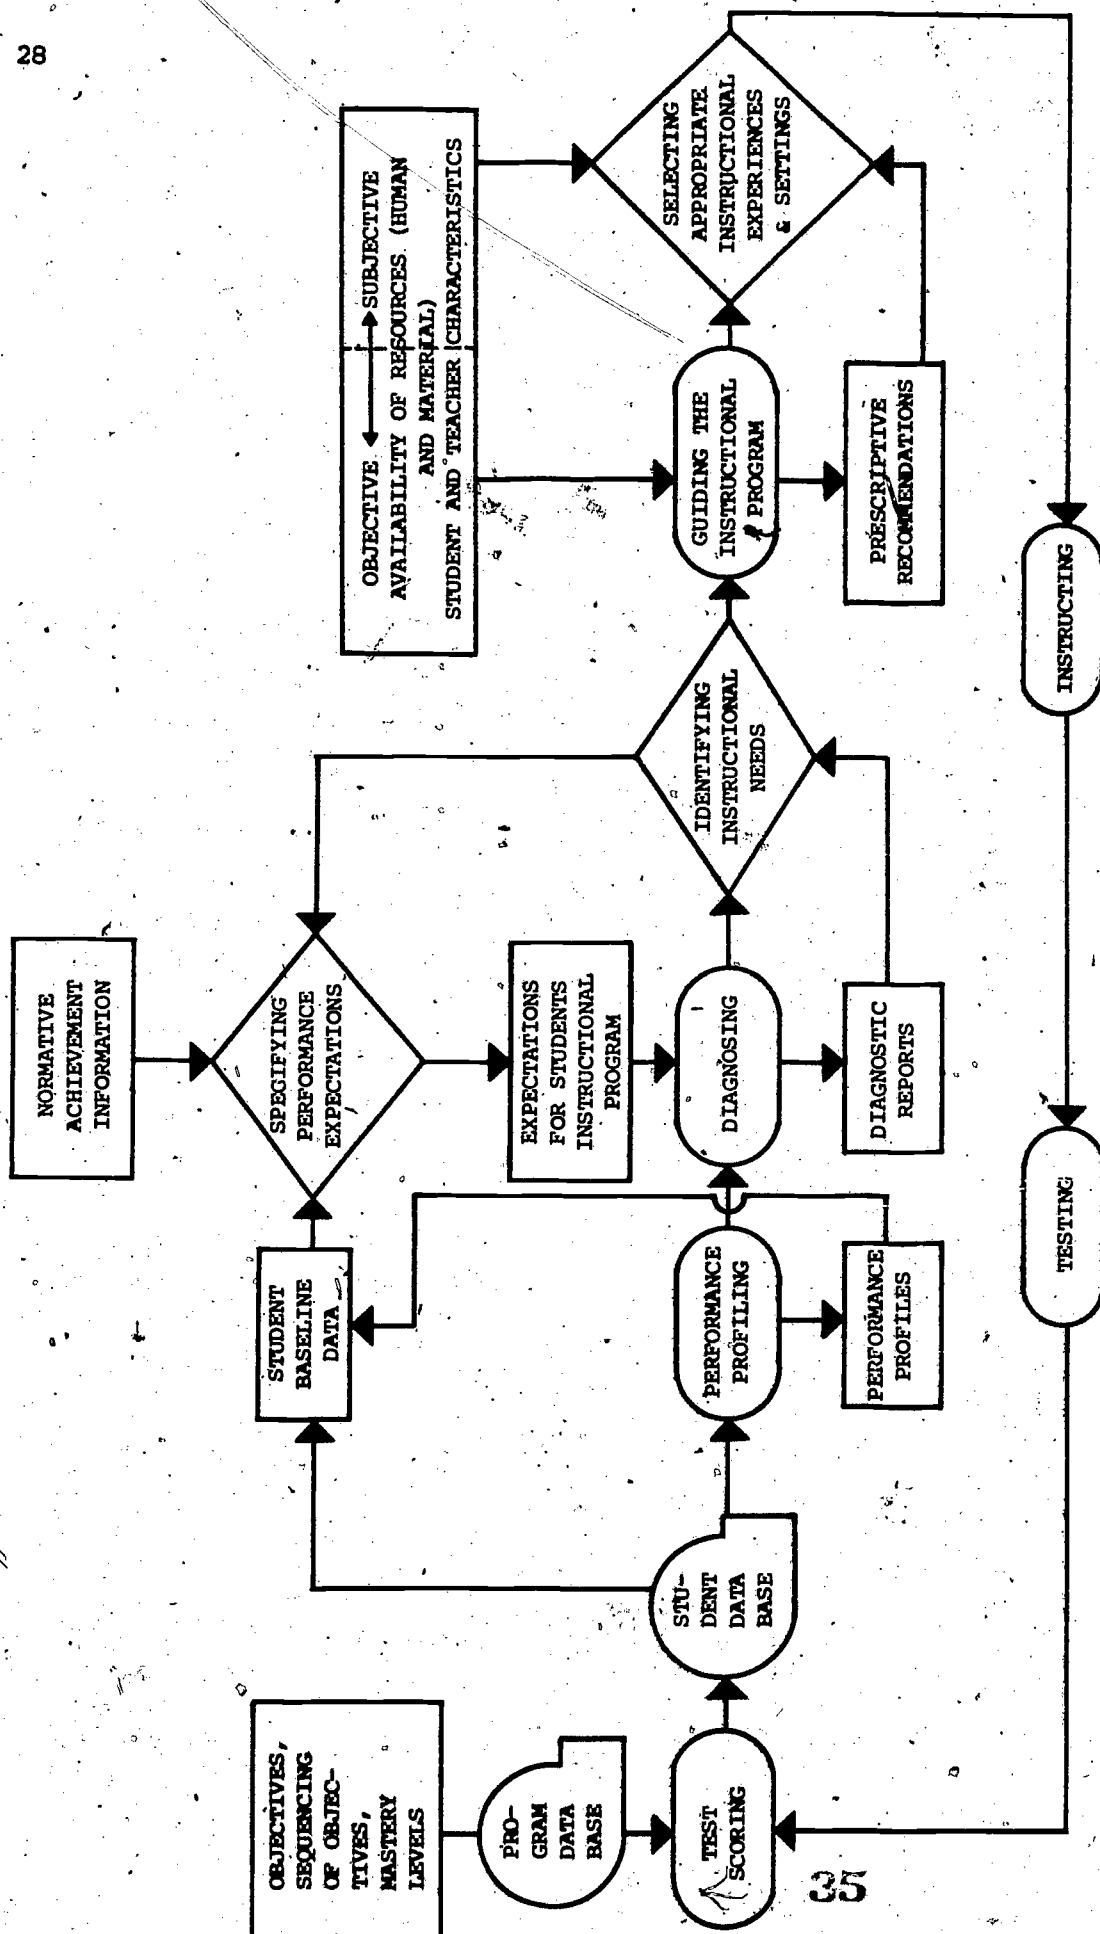 28
OBJECTIVES,
SEQUENCING
OF OBJEC-
TIVES,
MASTERY
LEVELS
PRO-
GRAM
DATA
BASE
TEST
SCORING
STU-
DENT
DATA
BASE
STUDENT
BASELINE
DATA
PERFORMANCE
PROFILING
PERFORMANCE
PROFILES
NORMATIVE
ACHIEVEMENT
INFORMATION
SPEGIFYING
PERFORMANCE
EXPECTATIONS
EXPECTATIONS
FOR STUDENTS
INSTRUCTIONAL
PROGRAM
DIAGNOSING
DIAGNOSTIC
REPORTS
IDENTIFYING
INSTRUCTIONAL
NEEDS
OBJECTIVE SUBJECTIVE
AVAILABILITY OF RESOURCES (HUMAN
AND MATERIAL)
STUDENT AND TEACHER CHARACTERISTICS
GUIDING THE
INSTRUCTIONAL
PROGRAM
PRESCRIPTIVE
RECOMMENDATIONS
SELECTING
APPROPRIATE
INSTRUCTIONAL
EXPERIENCES
& SETTINGS
INSTRUCTING
TESTING
35